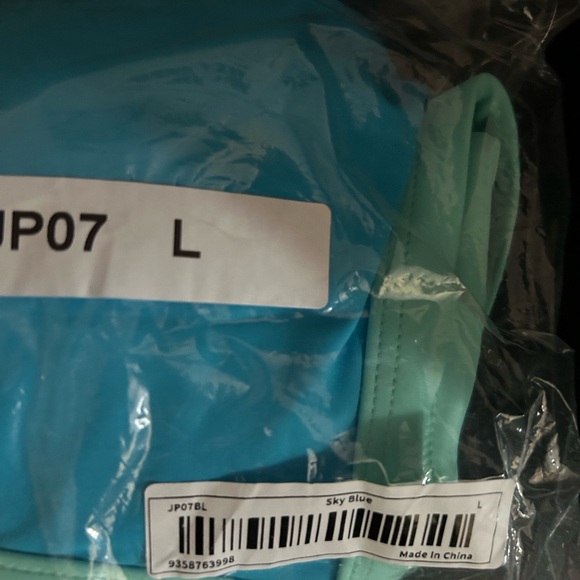 JP07 L
JP07BL Sky Blue L
9358763998 Made In China